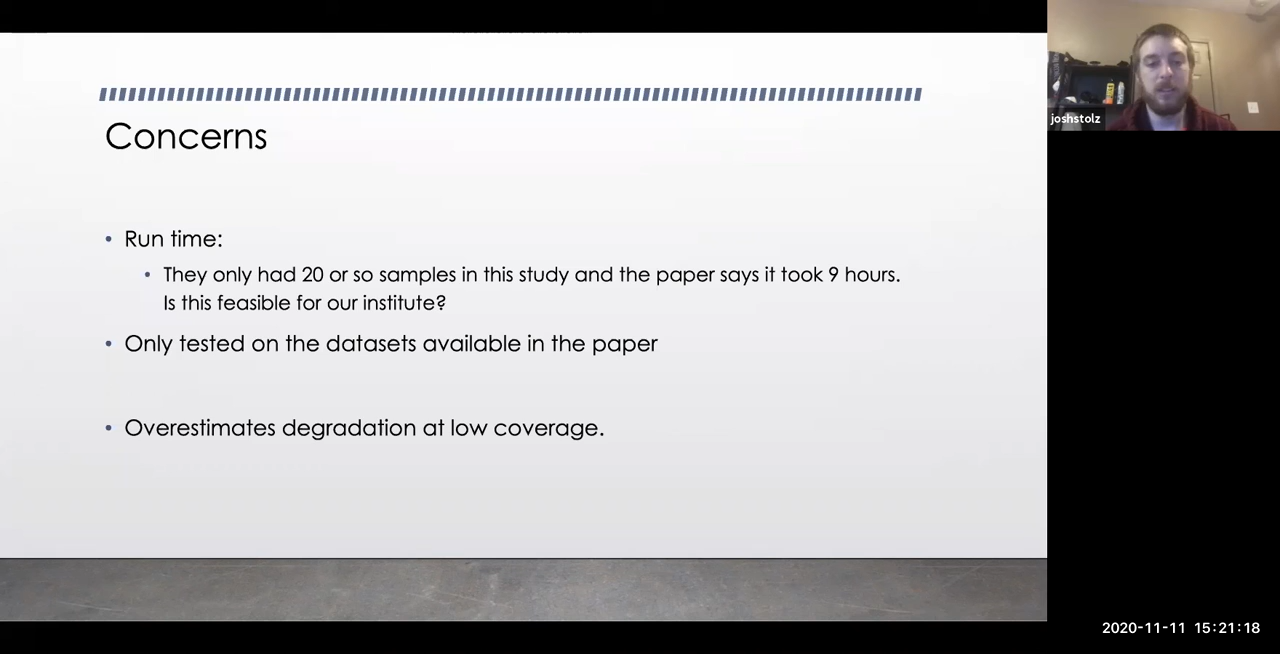 Concerns
• Run time:
• They only had 20 or so samples in this study and the paper says it took 9 hours.
Is this feasible for our institute?
• Only tested on the datasets available in the paper
• Overestimates degradation at low coverage.
joshstolz
2020-11-11 15:21:18